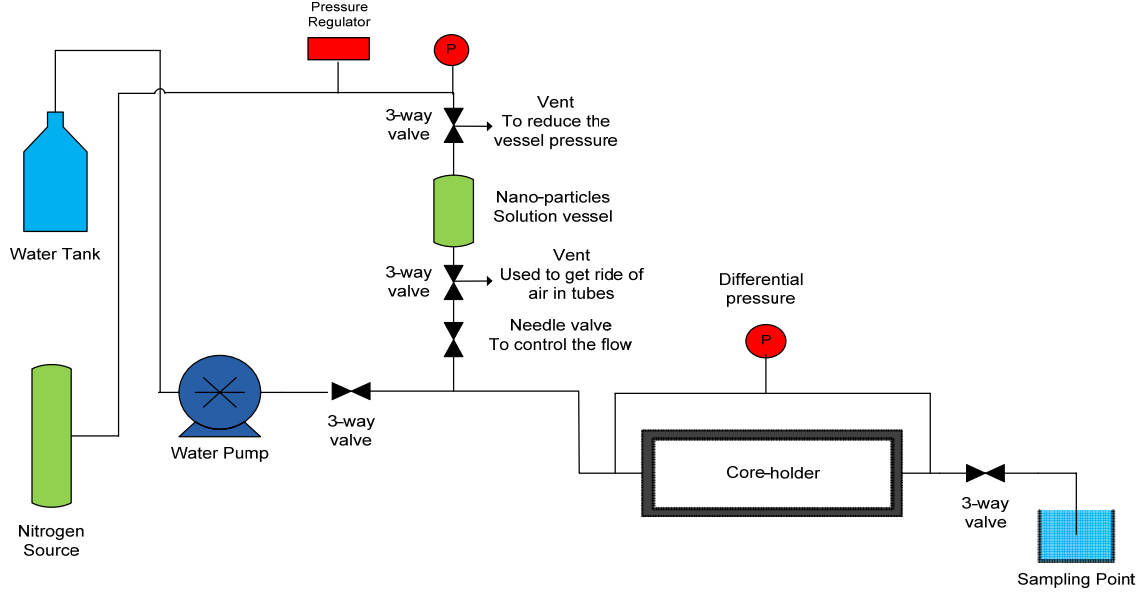 Pressure
Regulator
P
3-way
valve
Vent
To reduce the
vessel pressure
Nano-particles
Solution vessel
Water Tank
3-way
valve
Vent
Used to get ride of
air in tubes
Needle valve
To control the flow
Differential
pressure
P
3-way
valve
Water Pump
Core-holder
3-way
valve
Nitrogen
Source
Sampling Point